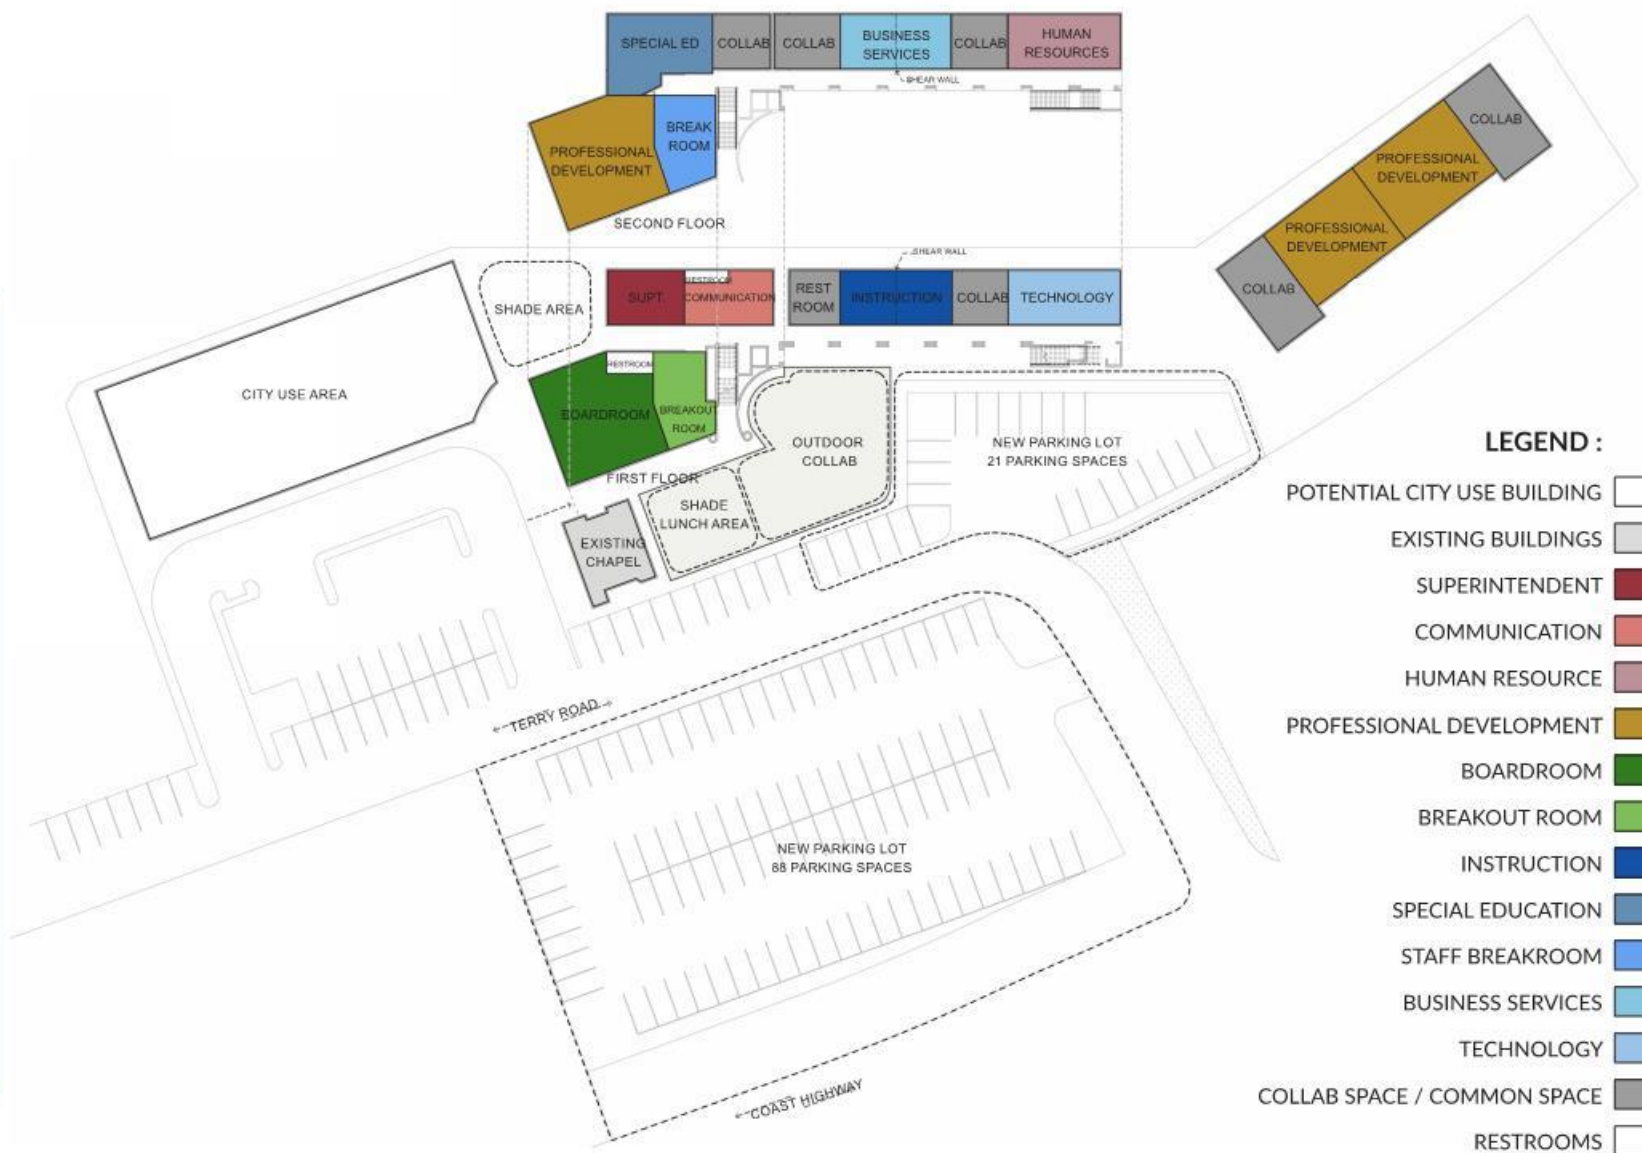 SPECIAL ED
COLLAB
COLLAB
BUSINESS
SERVICES
COLLAB
HUMAN
RESOURCES
SHEAR WALL
BREAK
ROOM
PROFESSIONAL
DEVELOPMENT
SECOND FLOOR
COLLAB
PROFESSIONAL
DEVELOPMENT
PROFESSIONAL
DEVELOPMENT
COLLAB
SHEAR WALL
SHADE AREA
SUPT.
RESTROOM
COMMUNICATION
REST
ROOM
INSTRUCTION
COLLAB
TECHNOLOGY
CITY USE AREA
RESTROOM
BOARDROOM
BREAKOUT
ROOM
FIRST FLOOR
OUTDOOR
COLLAB
SHADE
LUNCH AREA
EXISTING
CHAPEL
NEW PARKING LOT
21 PARKING SPACES
TERRY ROAD
NEW PARKING LOT
88 PARKING SPACES
COAST HIGHWAY
LEGEND :
POTENTIAL CITY USE BUILDING
EXISTING BUILDINGS
SUPERINTENDENT
COMMUNICATION
HUMAN RESOURCE
PROFESSIONAL DEVELOPMENT
BOARDROOM
BREAKOUT ROOM
INSTRUCTION
SPECIAL EDUCATION
STAFF BREAKROOM
BUSINESS SERVICES
TECHNOLOGY
COLLAB SPACE / COMMON SPACE
RESTROOMS